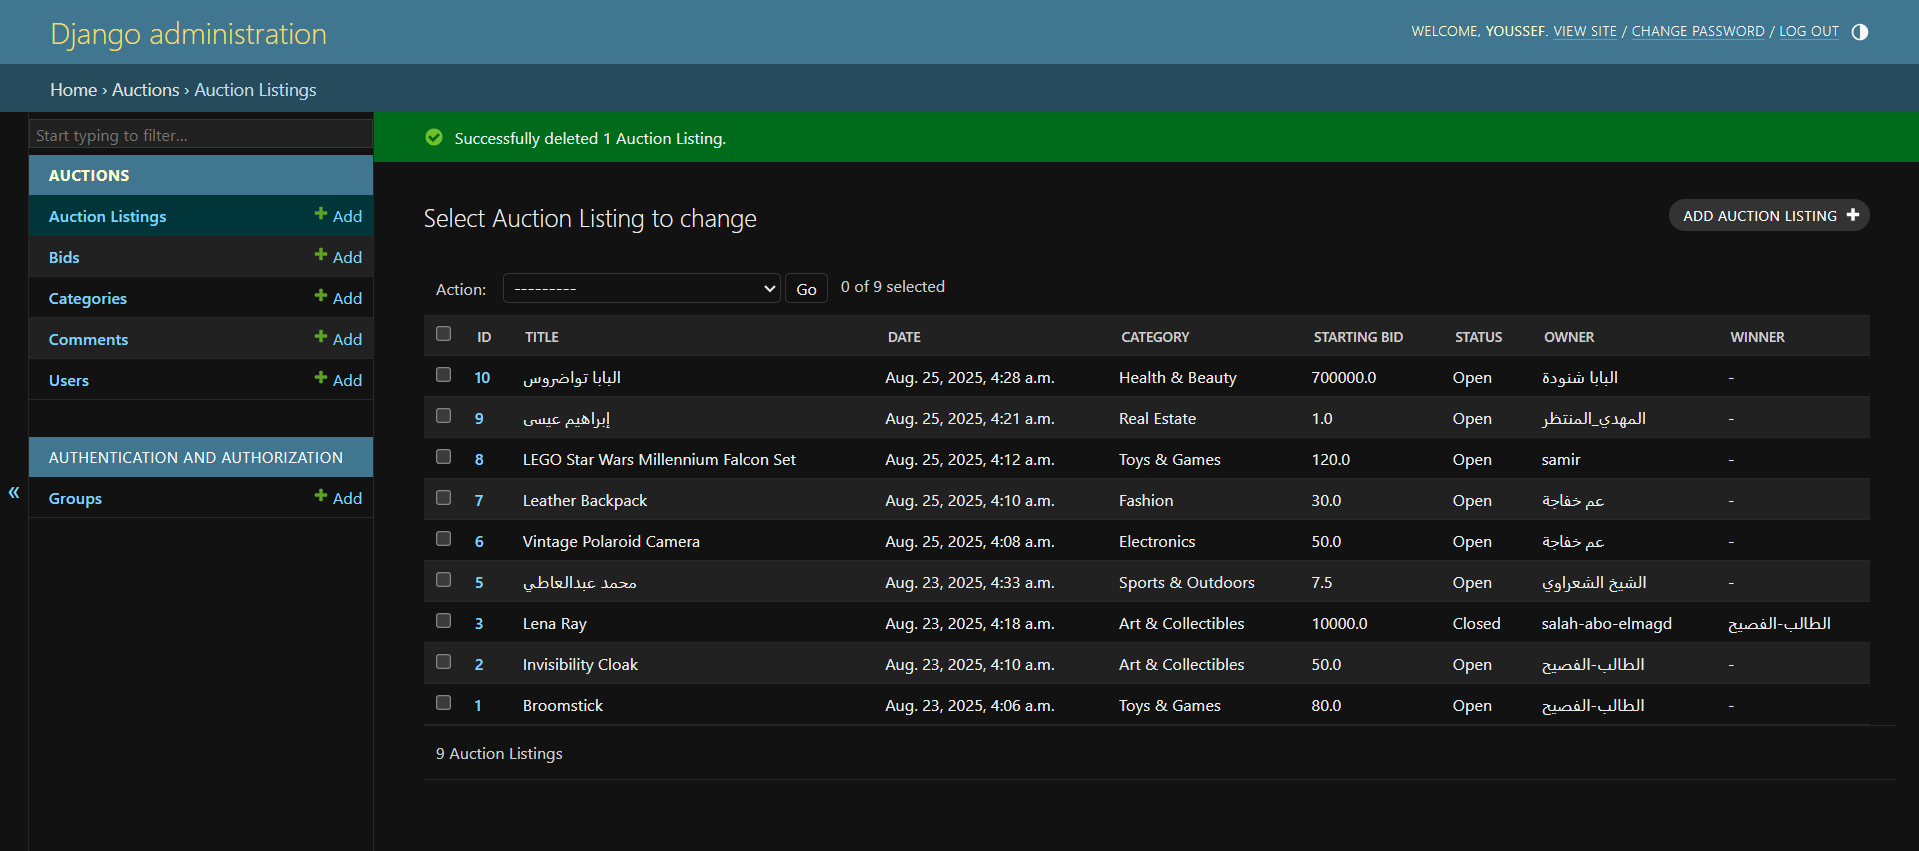 Django administration
WELCOME, YOUSSEF. VIEW SITE / CHANGE PASSWORD / LOG OUT
Home › Auctions › Auction Listings
Start typing to filter...
AUCTIONS
Auction Listings Add
Bids Add
Categories Add
Comments Add
Users Add
AUTHENTICATION AND AUTHORIZATION
Groups Add
«
Successfully deleted 1 Auction Listing.
Select Auction Listing to change
ADD AUCTION LISTING +
Action: --------- Go 0 of 9 selected
ID TITLE DATE CATEGORY STARTING BID STATUS OWNER WINNER
10 البابا تواضروس Aug. 25, 2025, 4:28 a.m. Health & Beauty 700000.0 Open البابا شنودة -
9 إبراهيم عيسى Aug. 25, 2025, 4:21 a.m. Real Estate 1.0 Open المهدي_المنتظر -
8 LEGO Star Wars Millennium Falcon Set Aug. 25, 2025, 4:12 a.m. Toys & Games 120.0 Open samir -
7 Leather Backpack Aug. 25, 2025, 4:10 a.m. Fashion 30.0 Open عم خفاجة -
6 Vintage Polaroid Camera Aug. 25, 2025, 4:08 a.m. Electronics 50.0 Open عم خفاجة -
5 محمد عبدالعاطي Aug. 23, 2025, 4:33 a.m. Sports & Outdoors 7.5 Open الشيخ الشعراوي -
3 Lena Ray Aug. 23, 2025, 4:18 a.m. Art & Collectibles 10000.0 Closed salah-abo-elmagd الطالب-الفصيح
2 Invisibility Cloak Aug. 23, 2025, 4:10 a.m. Art & Collectibles 50.0 Open الطالب-الفصيح -
1 Broomstick Aug. 23, 2025, 4:06 a.m. Toys & Games 80.0 Open الطالب-الفصيح -
9 Auction Listings